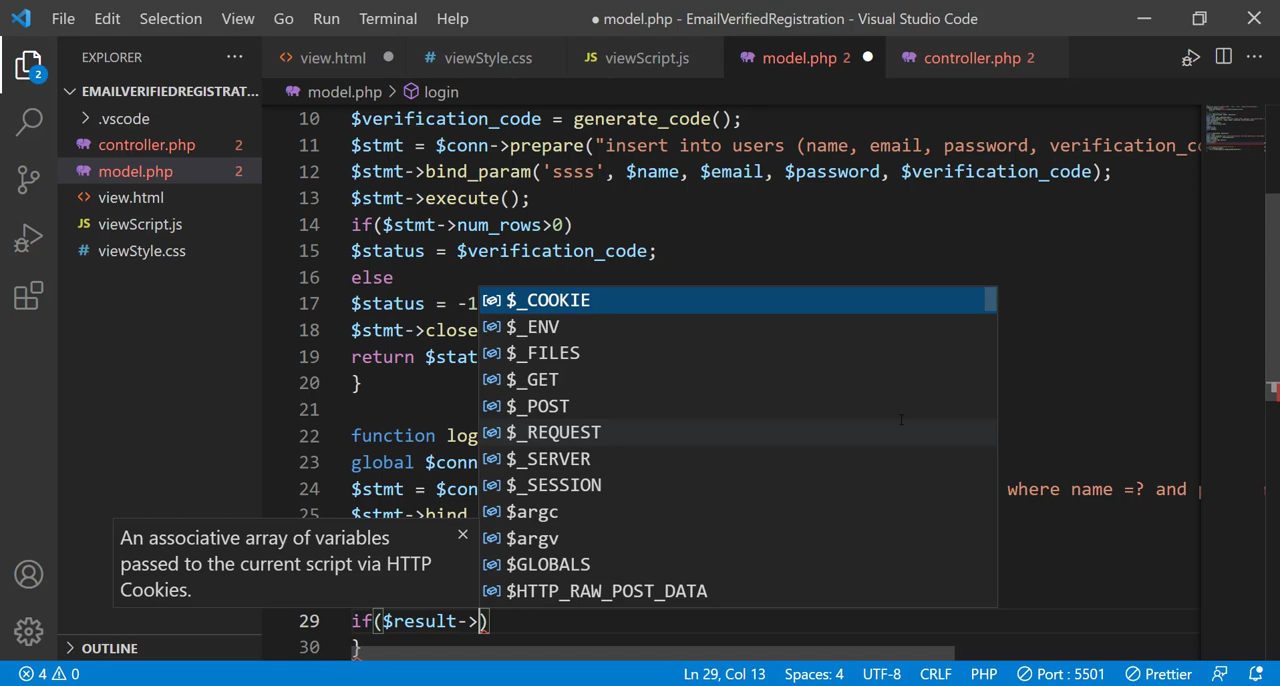 File Edit Selection View Go Run Terminal Help ● model.php - EmailVerifiedRegistration - Visual Studio Code
EXPLORER ···
view.html # viewStyle.css JS viewScript.js model.php 2 controller.php 2
EMAILVERIFIEDREGISTRAT...
model.php > login
.vscode
controller.php 2
model.php 2
view.html
JS viewScript.js
# viewStyle.css
2
10 $verification_code = generate_code();
11 $stmt = $conn->prepare("insert into users (name, email, password, verification_co
12 $stmt->bind_param('ssss', $name, $email, $password, $verification_code);
13 $stmt->execute();
14 if($stmt->num_rows>0)
15 $status = $verification_code;
16 else
17 $status = -1
18 $stmt->close
19 return $stat
20 }
21
22 function log
23 global $conn
24 $stmt = $con where name =? and p
25 $stmt->bind
29 if($result->)
30 }
$_COOKIE
$_ENV
$_FILES
$_GET
$_POST
$_REQUEST
$_SERVER
$_SESSION
$argc
$argv
$GLOBALS
$HTTP_RAW_POST_DATA
An associative array of variables
passed to the current script via HTTP
Cookies.
OUTLINE
4 0 Ln 29, Col 13 Spaces: 4 UTF-8 CRLF PHP Port : 5501 Prettier